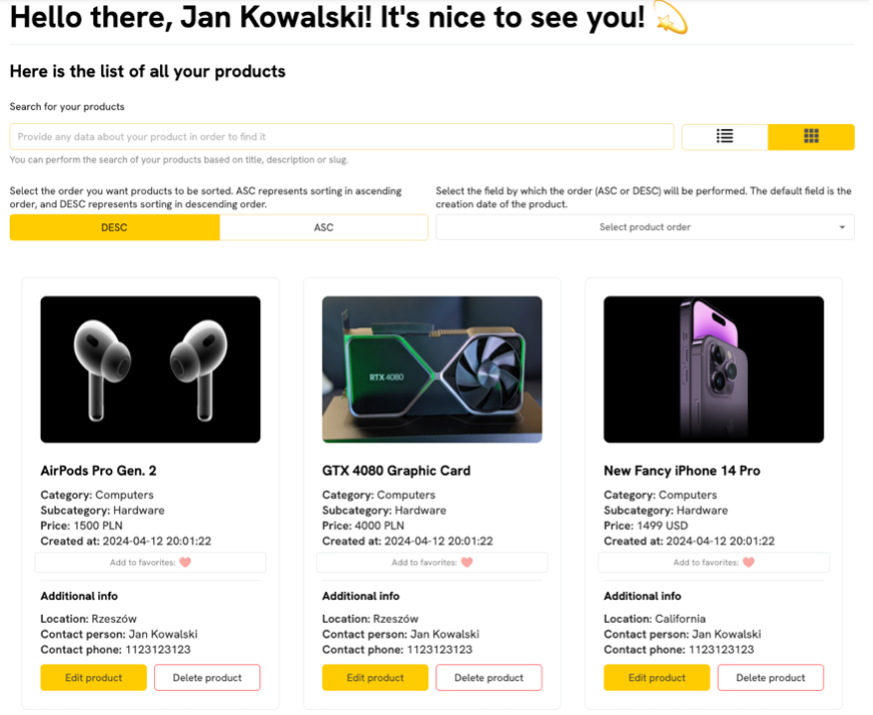 Hello there, Jan Kowalski! It's nice to see you! 💫
Here is the list of all your products
Search for your products
Provide any data about your product in order to find it
You can perform the search of your products based on title, description or slug.
Select the order you want products to be sorted. ASC represents sorting in ascending
order, and DESC represents sorting in descending order.
DESC
ASC
Select the field by which the order (ASC or DESC) will be performed. The default field is the
creation date of the product.
Select product order
AirPods Pro Gen. 2
Category: Computers
Subcategory: Hardware
Price: 1500 PLN
Created at: 2024-04-12 20:01:22
Add to favorites:
Additional info
Location: Rzeszów
Contact person: Jan Kowalski
Contact phone: 1123123123
Edit product
Delete product
RTX 4080
GTX 4080 Graphic Card
Category: Computers
Subcategory: Hardware
Price: 4000 PLN
Created at: 2024-04-12 20:01:22
Add to favorites:
Additional info
Location: Rzeszów
Contact person: Jan Kowalski
Contact phone: 1123123123
Edit product
Delete product
New Fancy iPhone 14 Pro
Category: Computers
Subcategory: Hardware
Price: 1499 USD
Created at: 2024-04-12 20:01:22
Add to favorites:
Additional info
Location: California
Contact person: Jan Kowalski
Contact phone: 1123123123
Edit product
Delete product